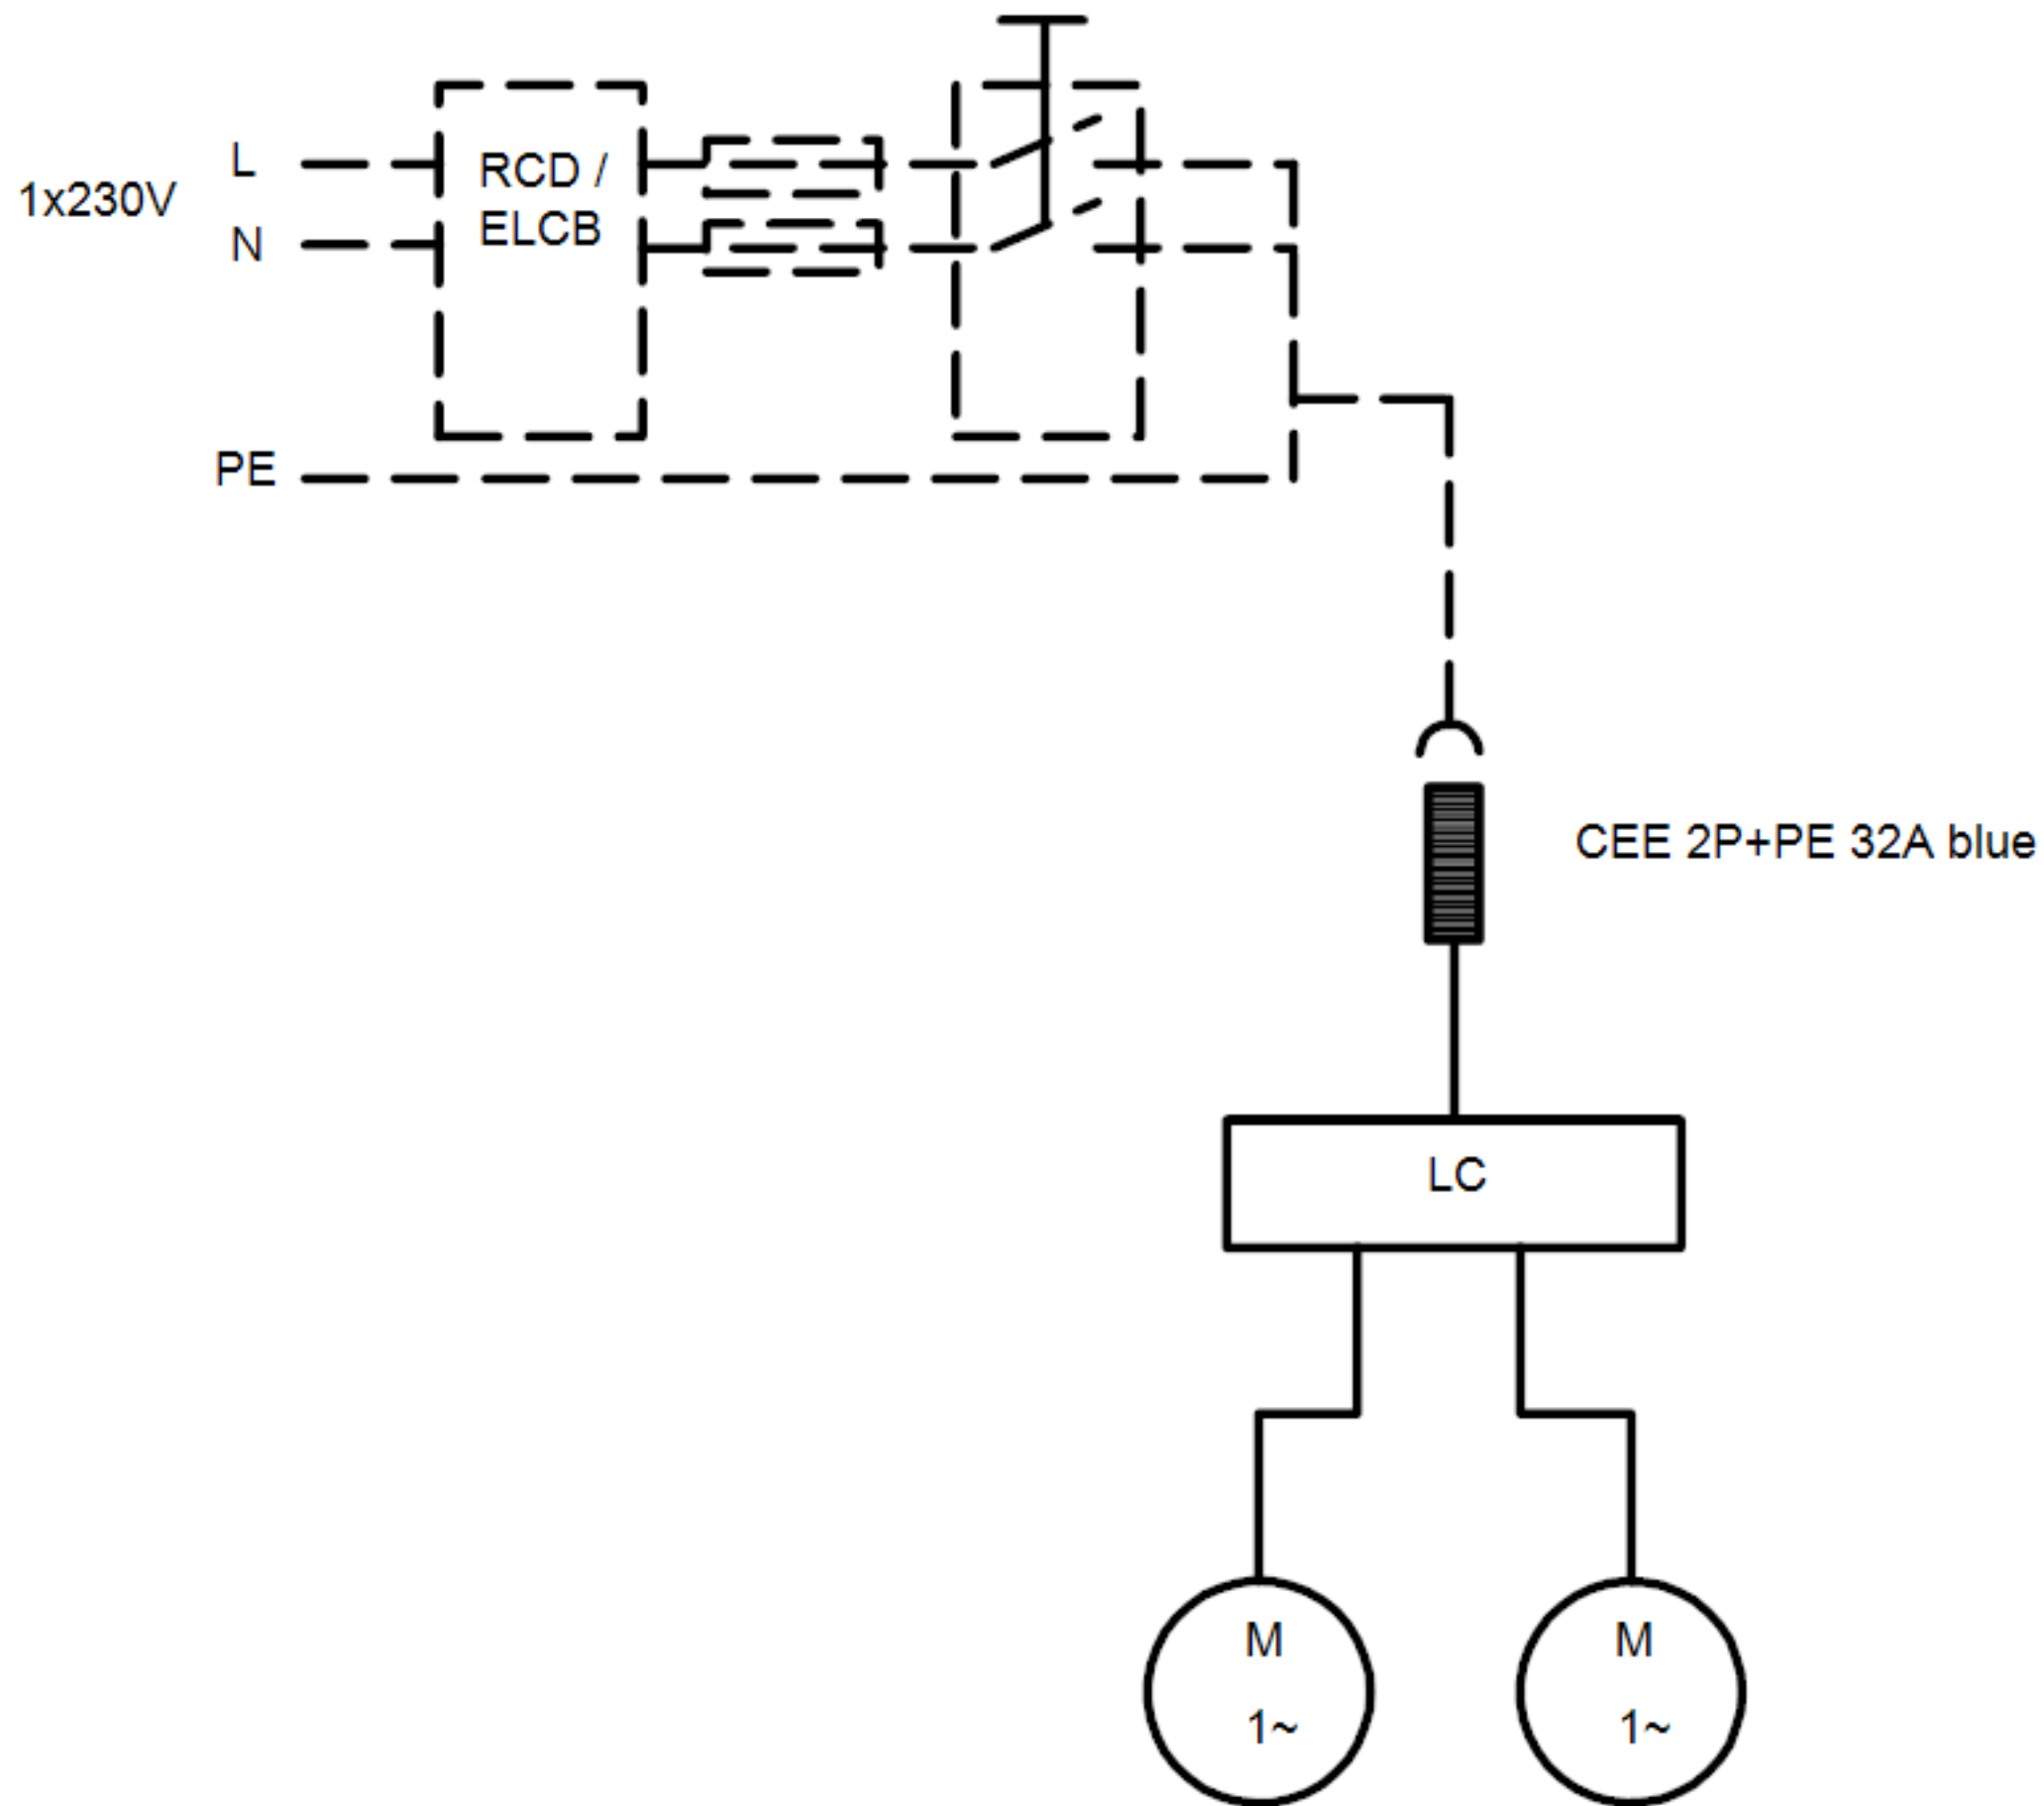 L
1x230V
N
RCD /
ELCB
PE
CEE 2P+PE 32A blue
LC
M
1~
M
1~